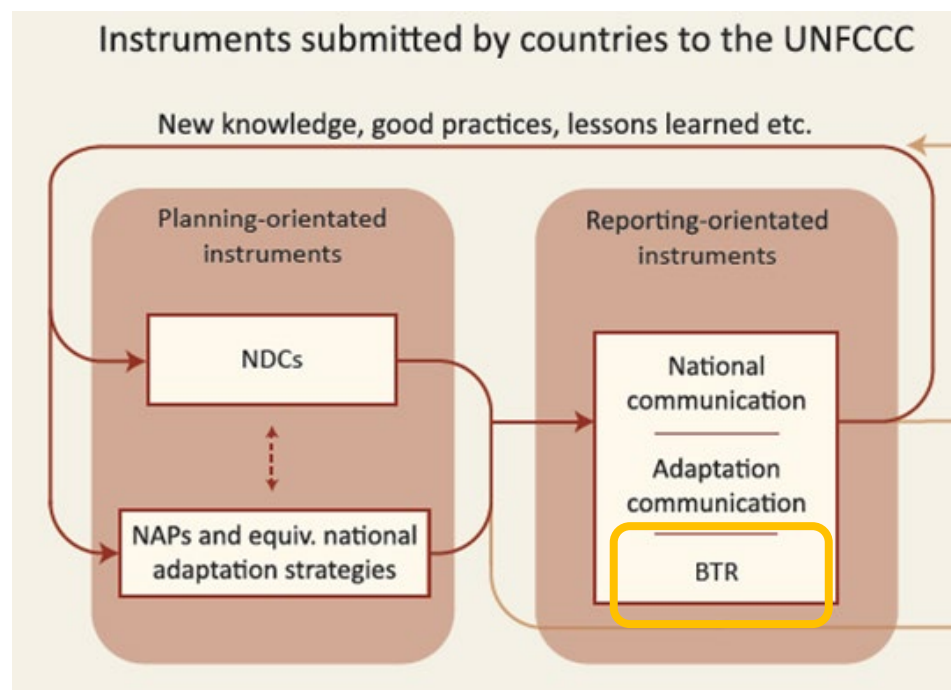 Instruments submitted by countries to the UNFCCC
New knowledge, good practices, lessons learned etc.
Planning-orientated
instruments
NDCs
NAPs and equiv. national
adaptation strategies
Reporting-orientated
instruments
National
communication
Adaptation
communication
BTR